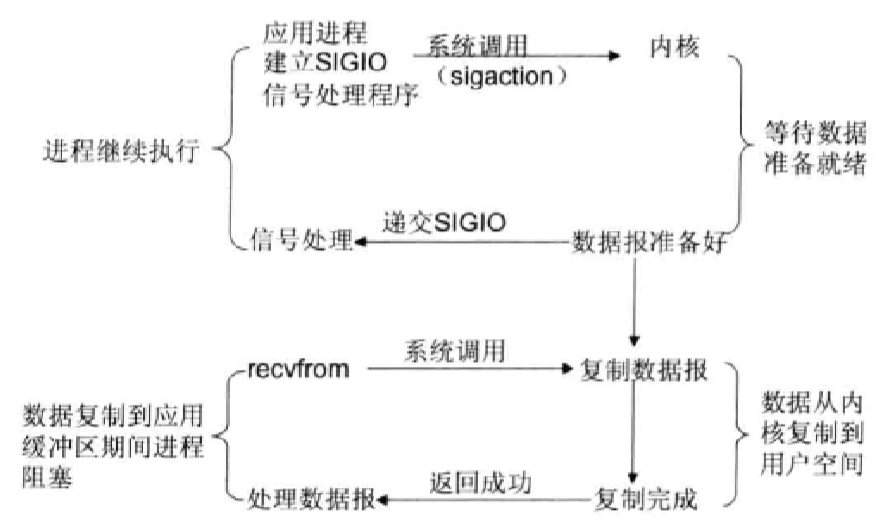 应用进程
建立SIGIO
信号处理程序
系统调用
（sigaction）
内核
进程继续执行
等待数据
准备就绪
信号处理
递交SIGIO
数据报准备好
recvfrom
系统调用
复制数据报
数据复制到应用
缓冲区期间进程
阻塞
数据从内
核复制到
用户空间
处理数据报
返回成功
复制完成